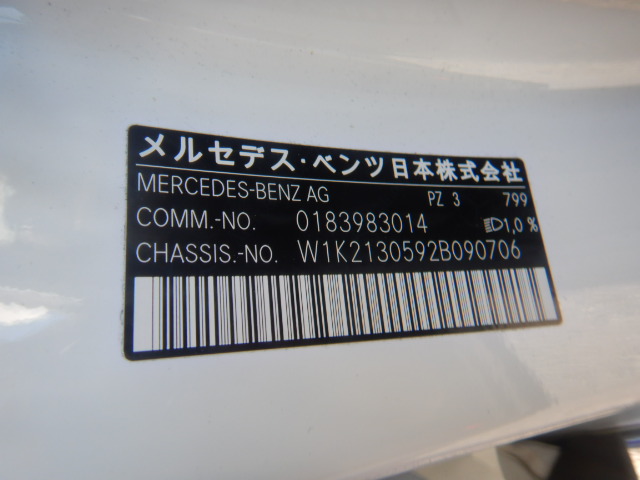 メルセデス・ベンツ日本株式会社
MERCEDES-BENZ AG PZ 3 799
COMM.-NO. 0183983014 1,0 %
CHASSIS.-NO. W1K2130592B090706